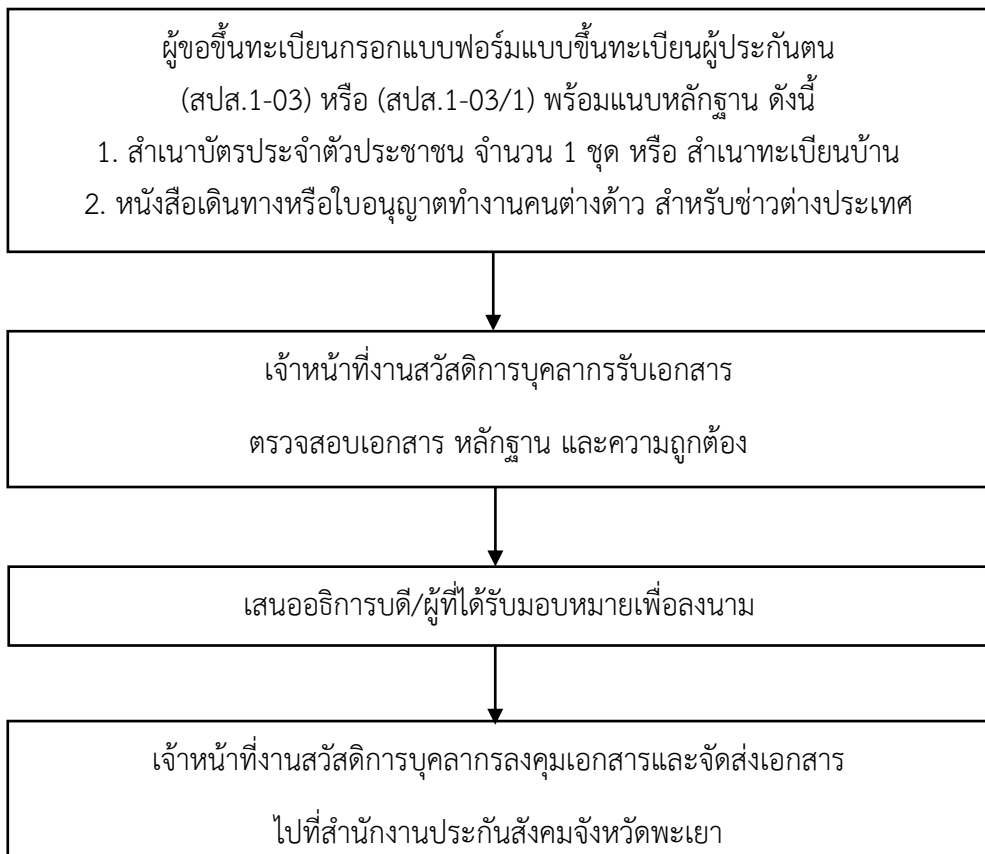 ผู้ขอขึ้นทะเบียนกรอกแบบฟอร์มแบบขึ้นทะเบียนผู้ประกันตน
(สปส.1-03) หรือ (สปส.1-03/1) พร้อมแนบหลักฐาน ดังนี้
1. สำเนาบัตรประจำตัวประชาชน จำนวน 1 ชุด หรือ สำเนาทะเบียนบ้าน
2. หนังสือเดินทางหรือใบอนุญาตทำงานคนต่างด้าว สำหรับช่าวต่างประเทศ
เจ้าหน้าที่งานสวัสดิการบุคลากรรับเอกสาร
ตรวจสอบเอกสาร หลักฐาน และความถูกต้อง
เสนออธิการบดี/ผู้ที่ได้รับมอบหมายเพื่อลงนาม
เจ้าหน้าที่งานสวัสดิการบุคลากรลงคุมเอกสารและจัดส่งเอกสาร
ไปที่สำนักงานประกันสังคมจังหวัดพะเยา